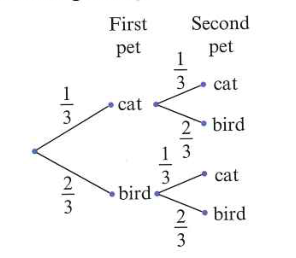 First Second
pet pet
1/3
1/3 cat
cat
2/3 bird
1/3
2/3 cat
bird
2/3 bird